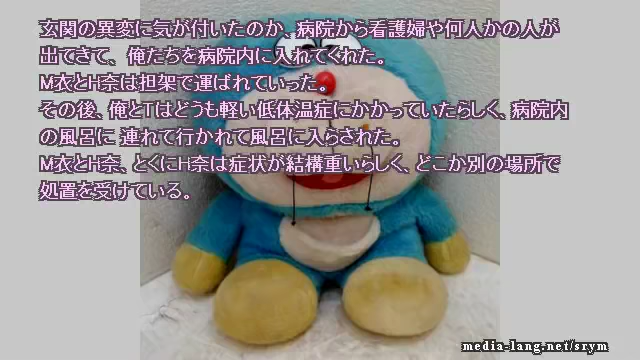 玄関の異変に気が付いたのか、病院から看護婦や何人かの人が
出てきて、俺たちを病院内に入れてくれた。
M衣とH奈は担架で運ばれていった。
その後、俺とTはどうも軽い低体温症にかかっていたらしく、病院内
の風呂に 連れて行かれて風呂に入らされた。
M衣とH奈、とくにH奈は症状が結構重いらしく、どこか別の場所で
処置を受けている。
media-lang.net/srym